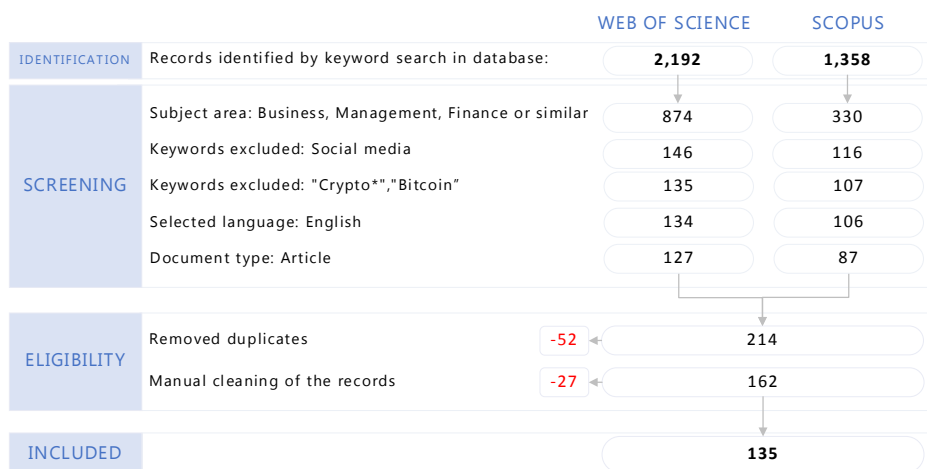 WEB OF SCIENCE SCOPUS
IDENTIFICATION Records identified by keyword search in database: 2,192 1,358
Subject area: Business, Management, Finance or similar 874 330
Keywords excluded: Social media 146 116
SCREENING Keywords excluded: "Crypto*","Bitcoin” 135 107
Selected language: English 134 106
Document type: Article 127 87
Removed duplicates -52 214
ELIGIBILITY
Manual cleaning of the records -27 162
INCLUDED 135